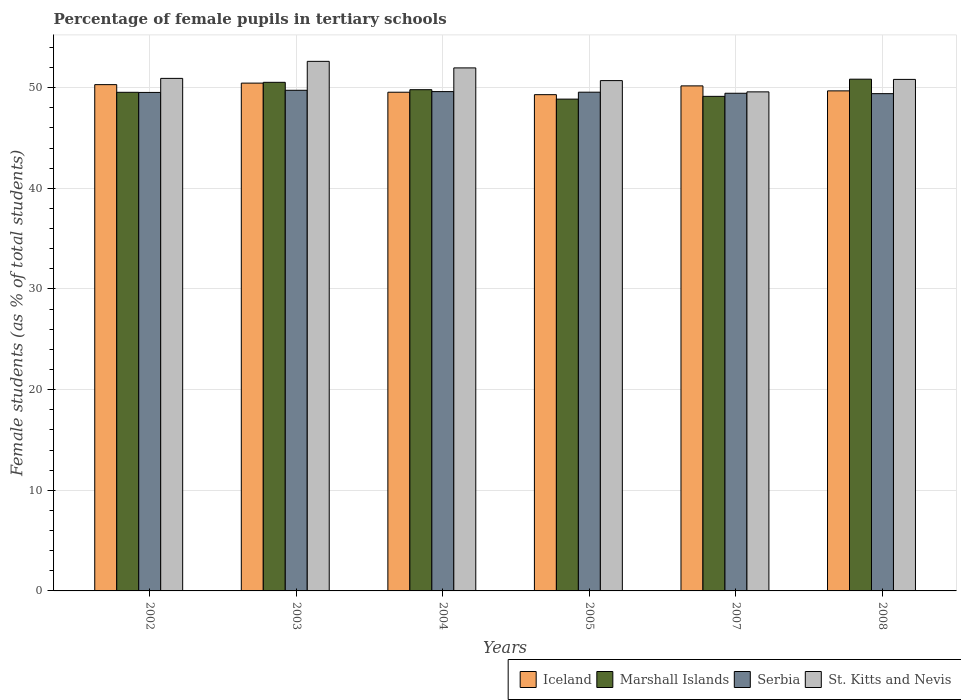 Percentage of female pupils in tertiary schools
Female students (as % of total students)
0
10
20
30
40
50
2002
2003
2004
2005
2007
2008
Years
Iceland
Marshall Islands
Serbia
St. Kitts and Nevis